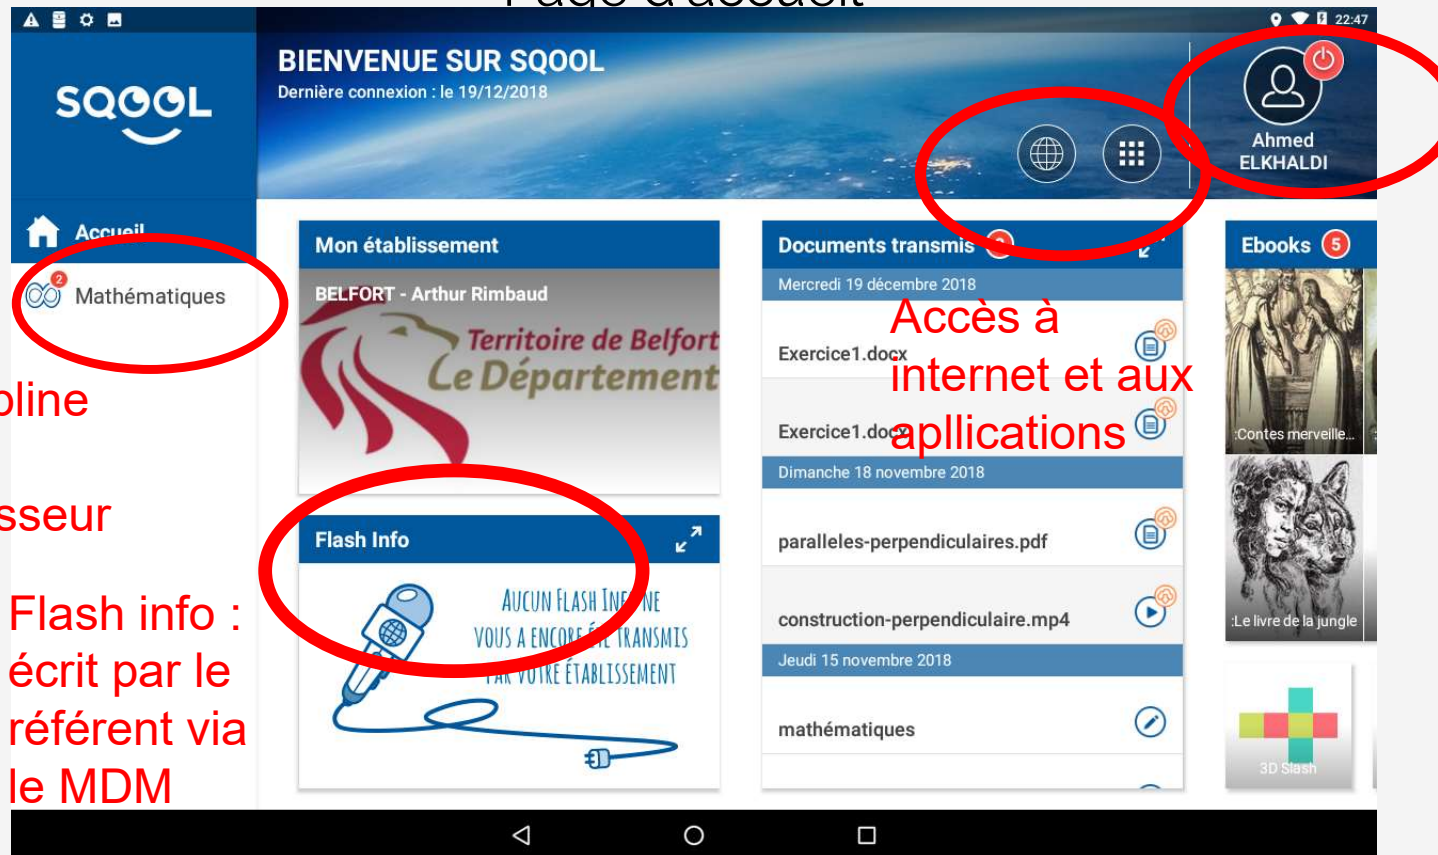 Page d'accueil
22:47
SQOOL
BIENVENUE SUR SQOOL
Dernière connexion : le 19/12/2018
Ahmed
ELKHALDI
Accueil
2
Mathématiques
pline
sseur
Flash info :
écrit par le
référent via
le MDM
Mon établissement
BELFORT - Arthur Rimbaud
Territoire de Belfort
Le Département
Flash Info
AUCUN FLASH INFO NE
VOUS A ENCORE ÉTÉ TRANSMIS
PAR VOTRE ÉTABLISSEMENT
Documents transmis
Mercredi 19 décembre 2018
Exercice1.docx
Exercice1.docx
Dimanche 18 novembre 2018
paralleles-perpendiculaires.pdf
construction-perpendiculaire.mp4
Jeudi 15 novembre 2018
mathématiques
Accès à
internet et aux
apllications
Ebooks 5
:Contes merveille...
:Le livre de la jungle
3D Slash